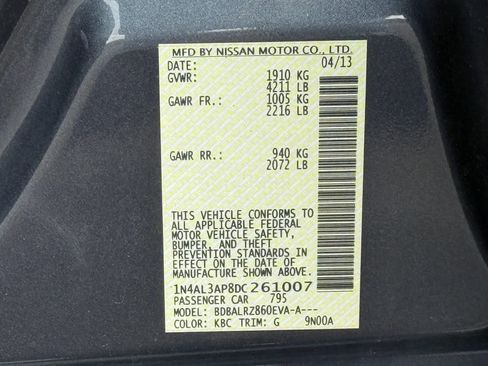 MFD BY NISSAN MOTOR CO., LTD.
DATE: 04/13
GVWR: 1910 KG
4211 LB
GAWR FR.: 1005 KG
2216 LB
GAWR RR.: 940 KG
2072 LB
THIS VEHICLE CONFORMS TO
ALL APPLICABLE FEDERAL
MOTOR VEHICLE SAFETY,
BUMPER, AND THEFT
PREVENTION STANDARDS IN
EFFECT ON THE DATE OF
MANUFACTURE SHOWN ABOVE.
1N4AL3AP8DC261007
PASSENGER CAR 795
MODEL: BDBALRZ860EVA-A---
COLOR: KBC TRIM: G 9N00A